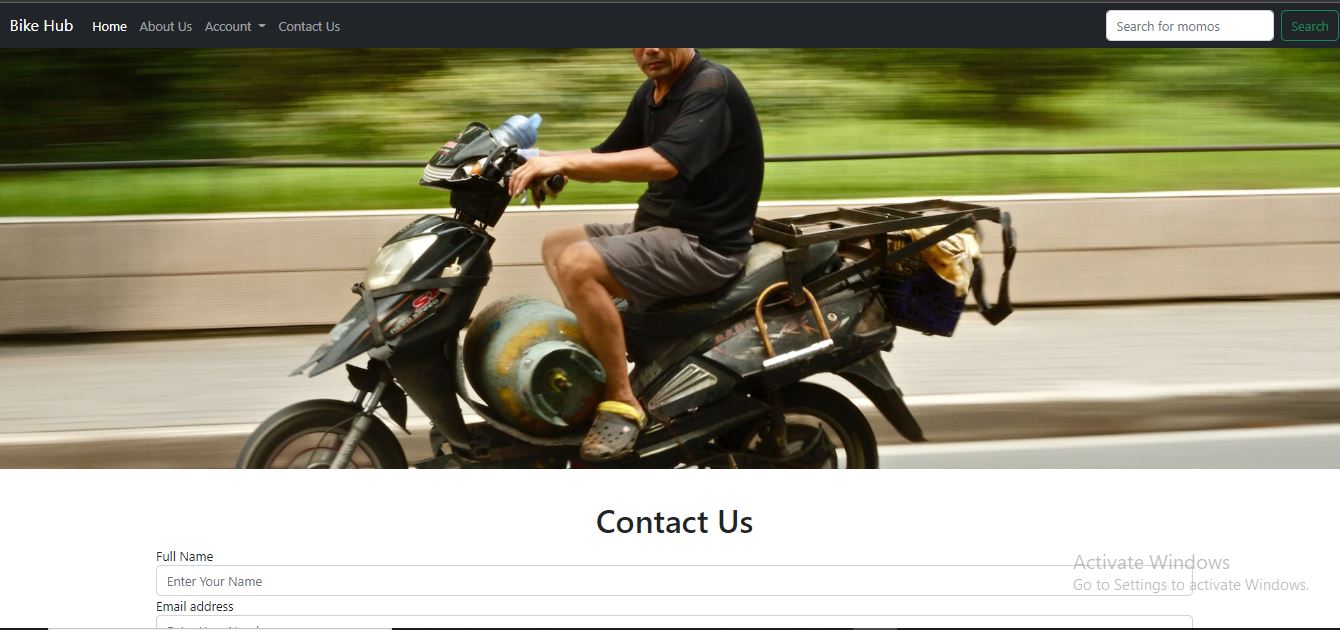 Bike Hub Home About Us Account Contact Us Search for momos Search
Contact Us
Full Name
Enter Your Name
Activate Windows
Go to Settings to activate Windows.
Email address